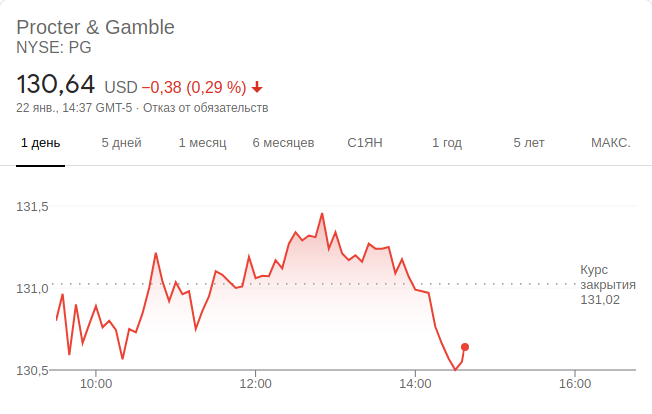 Procter & Gamble
NYSE: PG
130,64 USD −0,38 (0,29 %)
22 янв., 14:37 GMT-5 · Отказ от обязательств
1 день 5 дней 1 месяц 6 месяцев С1ЯН 1 год 5 лет МАКС.
131,5
Курс
закрытия
131,0
131,02
130,5
10:00 12:00 14:00 16:00